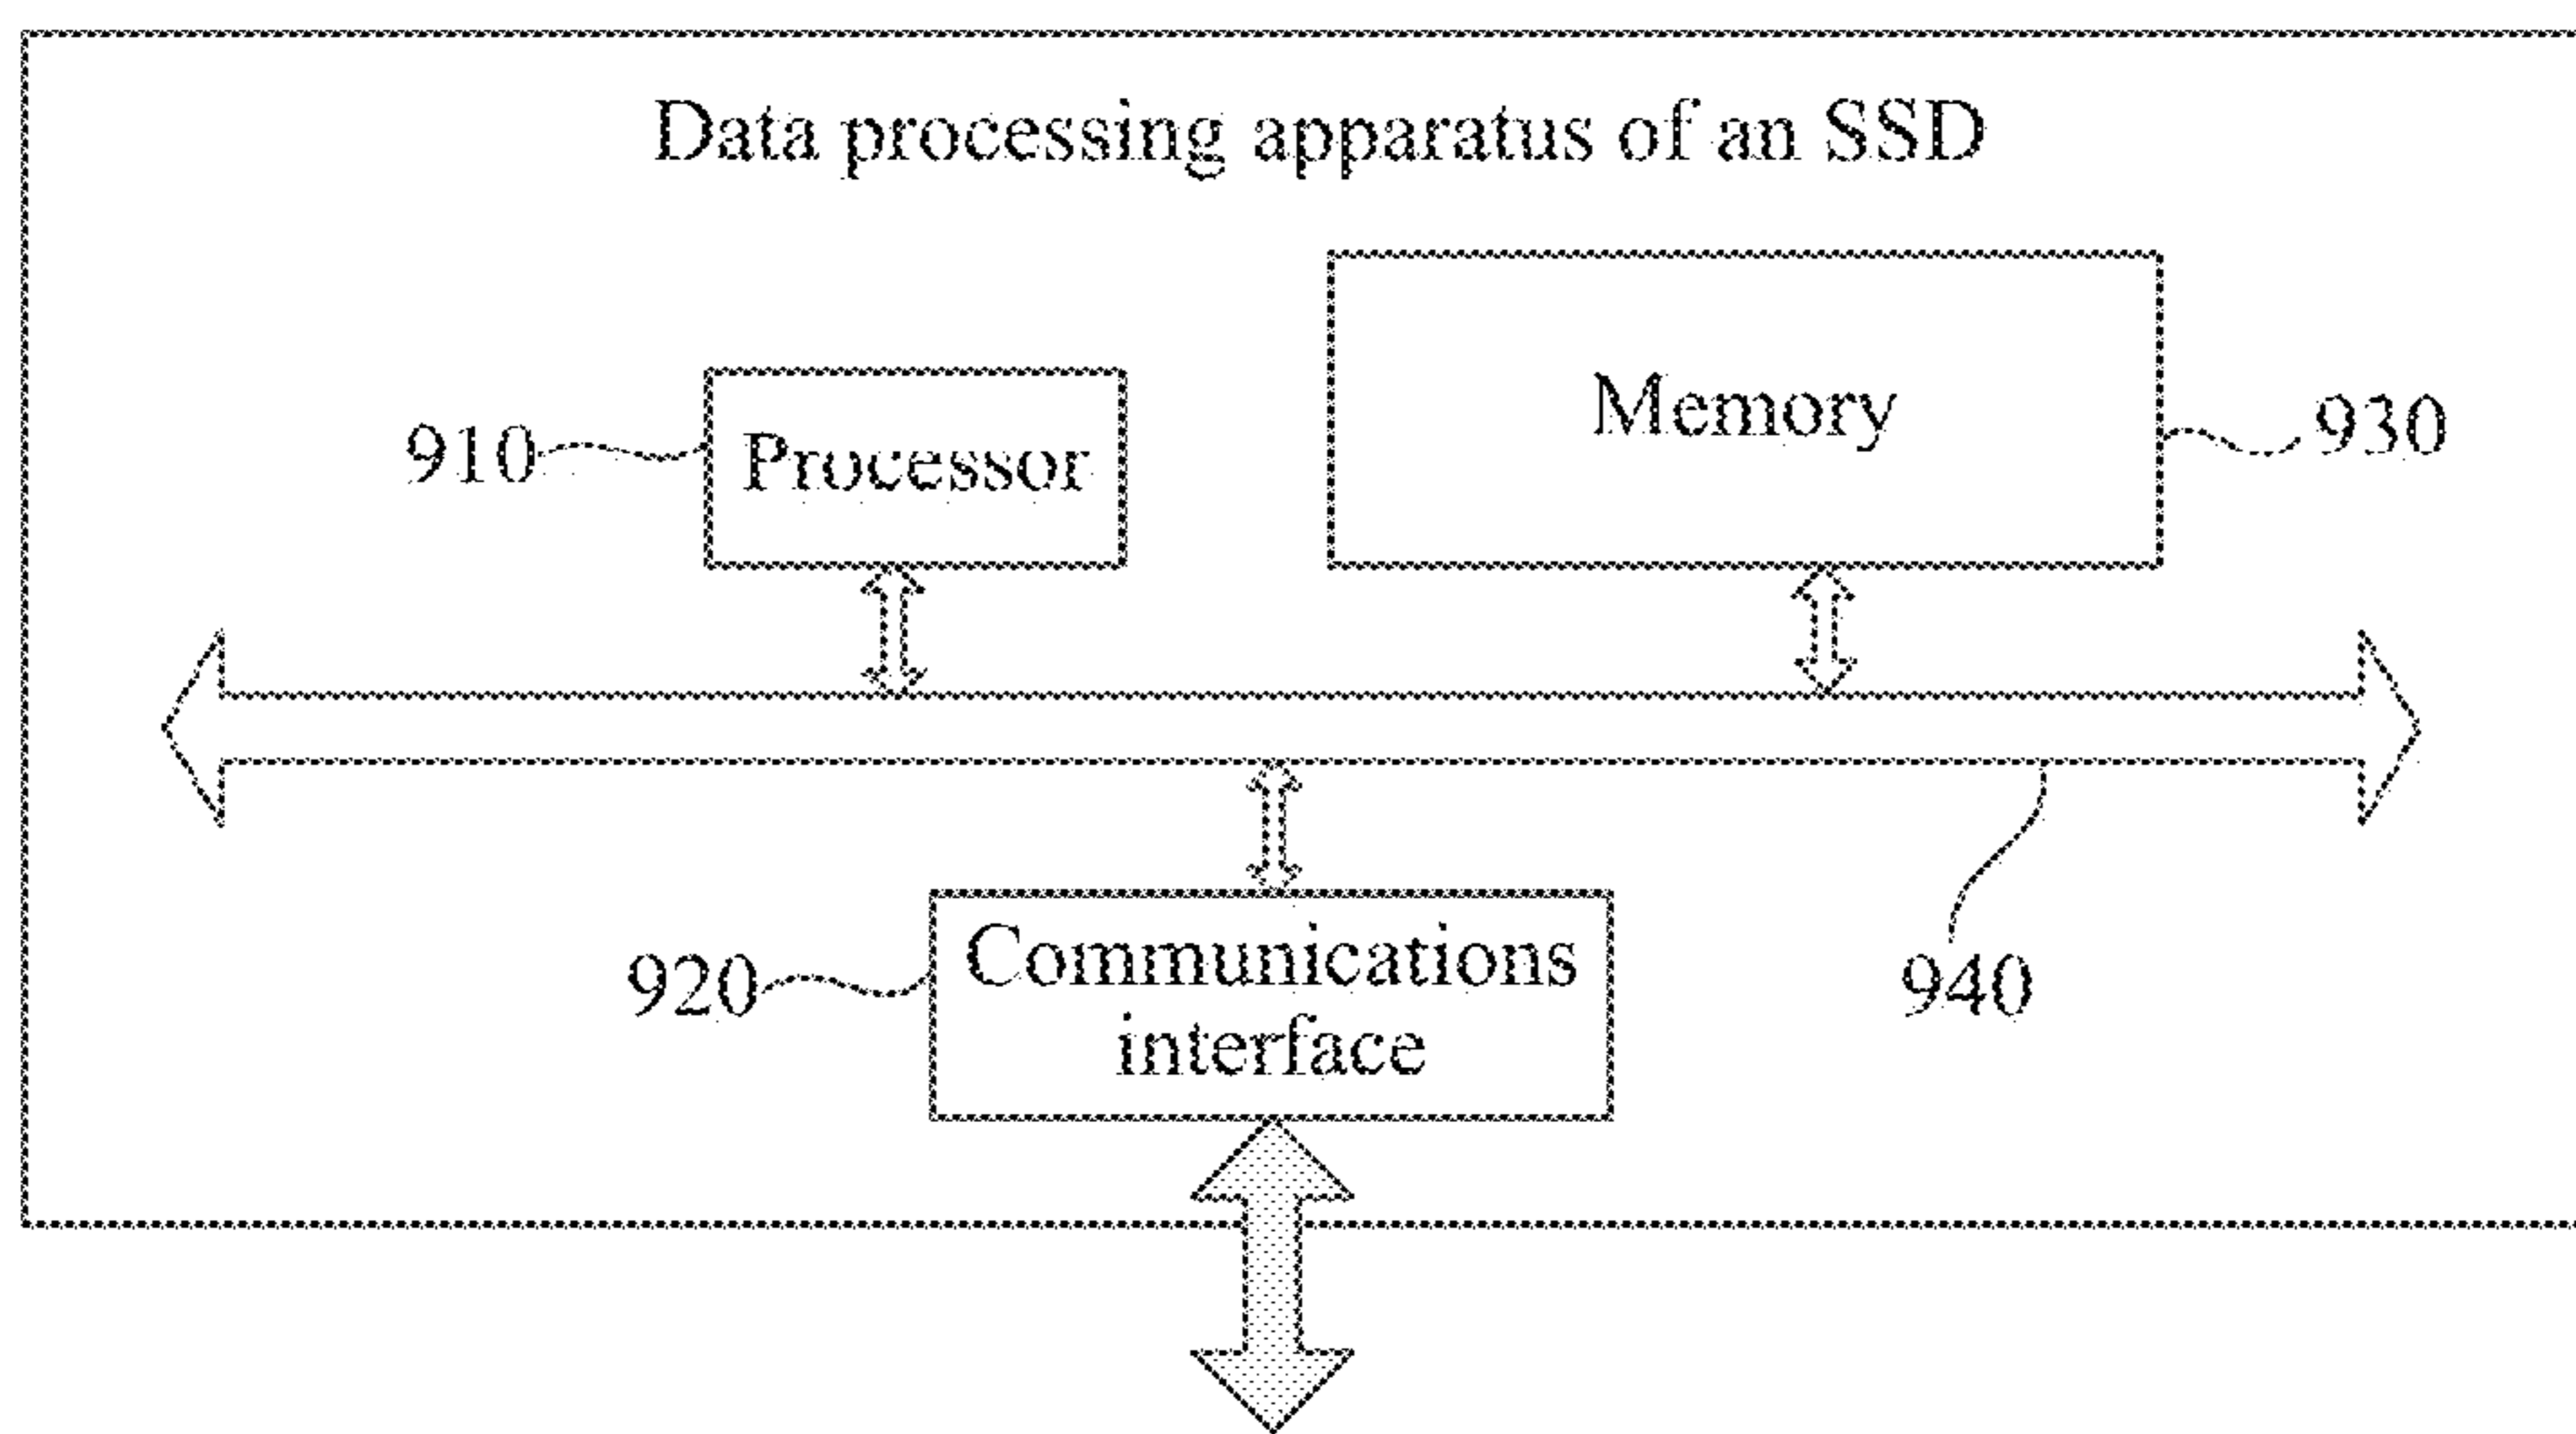 Data processing apparatus of an SSD
Memory
910
Processor
930
920
Communications
interface
940